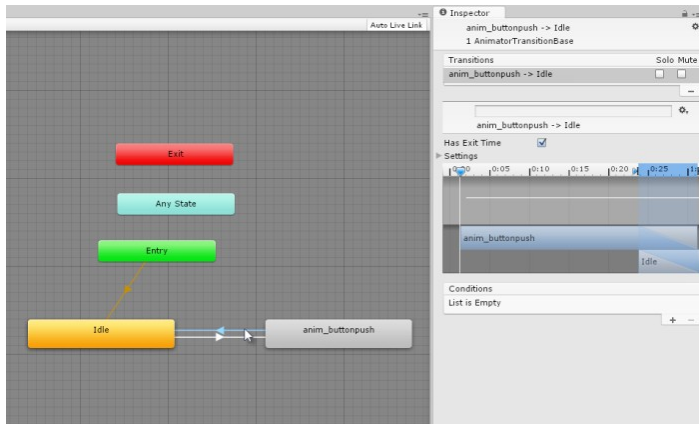 Auto Live Link
Exit
Any State
Entry
Idle
anim_buttonpush
Inspector
anim_buttonpush -> Idle
1 AnimatorTransitionBase
Transitions Solo Mute
anim_buttonpush -> Idle
anim_buttonpush -> Idle
Has Exit Time
Settings
0:00 0:05 0:10 0:15 0:20 0:25
anim_buttonpush
Idle
Conditions
List is Empty